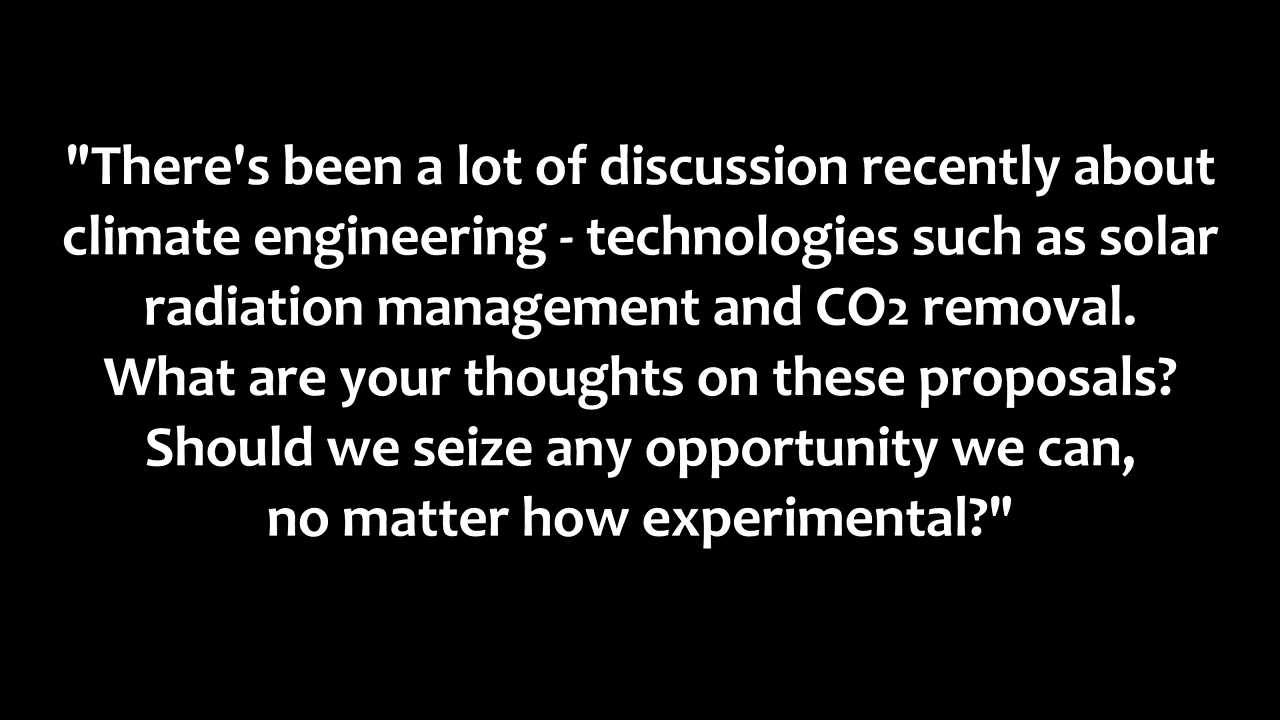 "There's been a lot of discussion recently about
climate engineering - technologies such as solar
radiation management and CO2 removal.
What are your thoughts on these proposals?
Should we seize any opportunity we can,
no matter how experimental?"